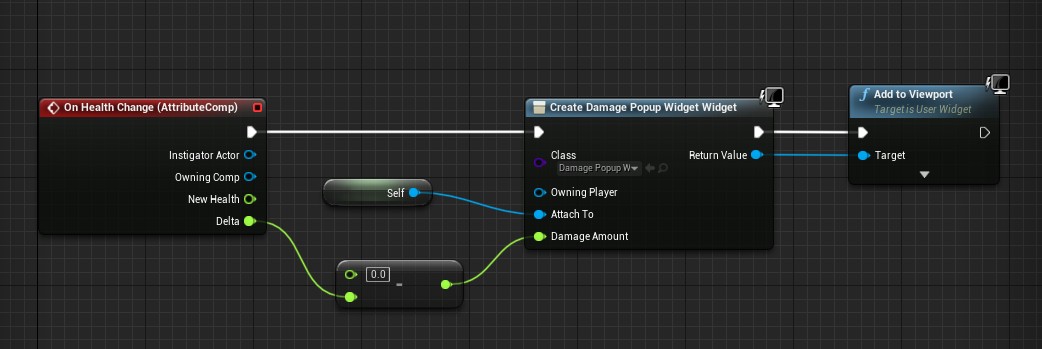 On Health Change (AttributeComp)
Instigator Actor
Owning Comp
New Health
Delta
Self
0.0
-
Create Damage Popup Widget Widget
Class
Damage Popup W
Return Value
Owning Player
Attach To
Damage Amount
f Add to Viewport
Target is User Widget
Target